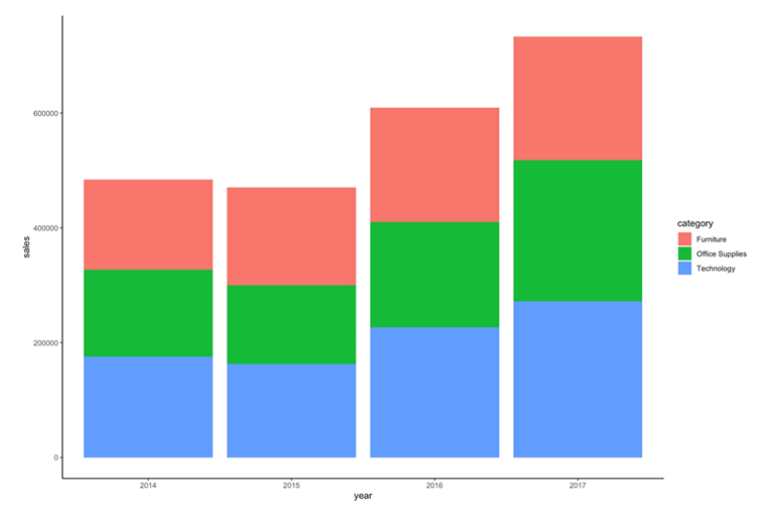 600000
400000
200000
0
sales
2014 2015 2016 2017
year
category
Furniture
Office Supplies
Technology